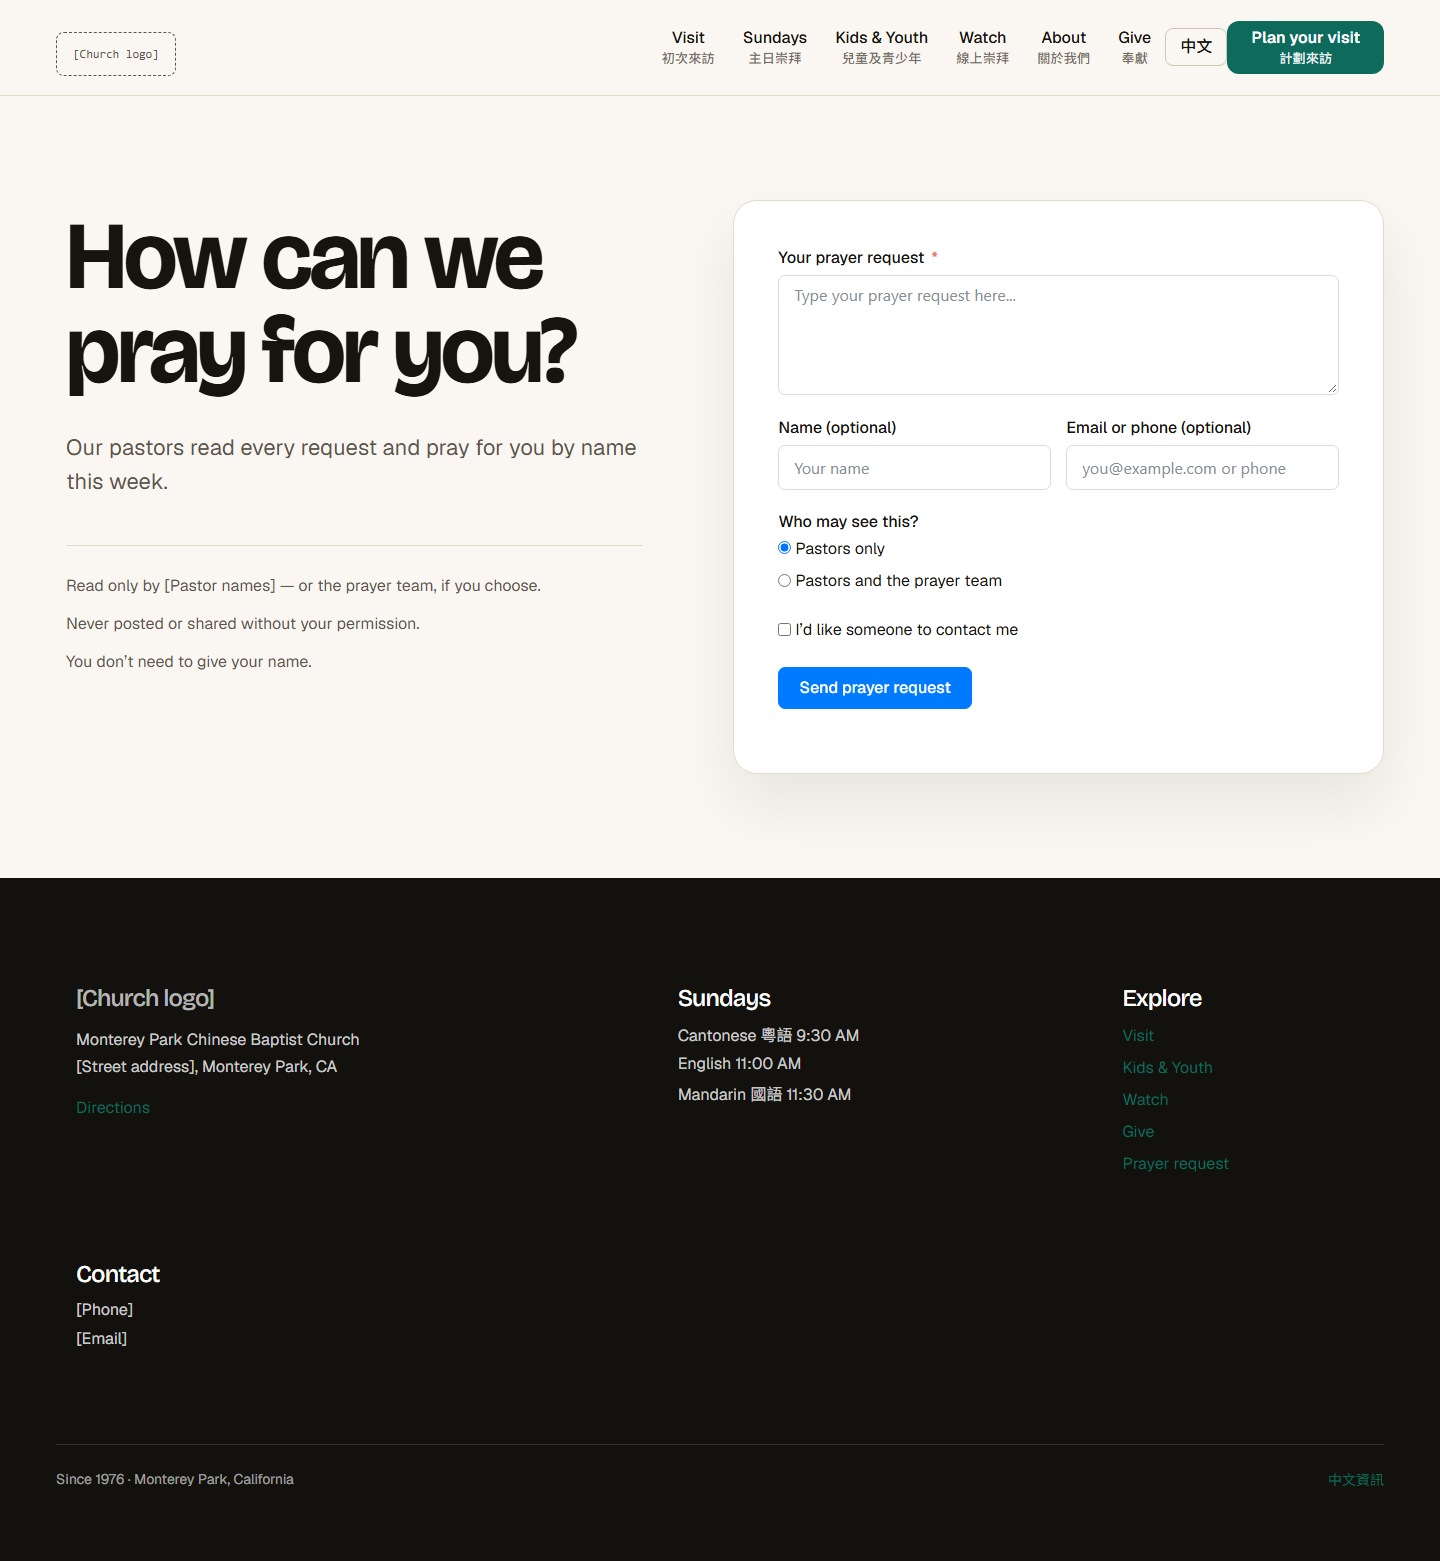 [Church logo]
Visit
初次來訪
Sundays
主日崇拜
Kids & Youth
兒童及青少年
Watch
線上崇拜
About
關於我們
Give
奉獻
中文
Plan your visit
計劃來訪
How can we
pray for you?
Our pastors read every request and pray for you by name
this week.
Read only by [Pastor names] — or the prayer team, if you choose.
Never posted or shared without your permission.
You don’t need to give your name.
Your prayer request *
Type your prayer request here...
Name (optional)
Your name
Email or phone (optional)
you@example.com or phone
Who may see this?
Pastors only
Pastors and the prayer team
I’d like someone to contact me
Send prayer request
[Church logo]
Monterey Park Chinese Baptist Church
[Street address], Monterey Park, CA
Directions
Sundays
Cantonese 粵語 9:30 AM
English 11:00 AM
Mandarin 國語 11:30 AM
Explore
Visit
Kids & Youth
Watch
Give
Prayer request
Contact
[Phone]
[Email]
Since 1976 · Monterey Park, California
中文資訊